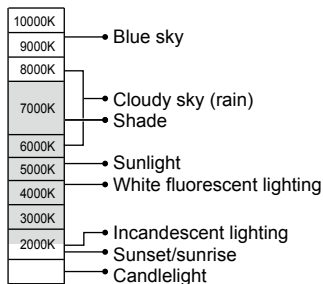 10000K
9000K
Blue sky
8000K
Cloudy sky (rain)
7000K
Shade
6000K
5000K
Sunlight
4000K
White fluorescent lighting
3000K
2000K
Incandescent lighting
Sunset/sunrise
Candlelight